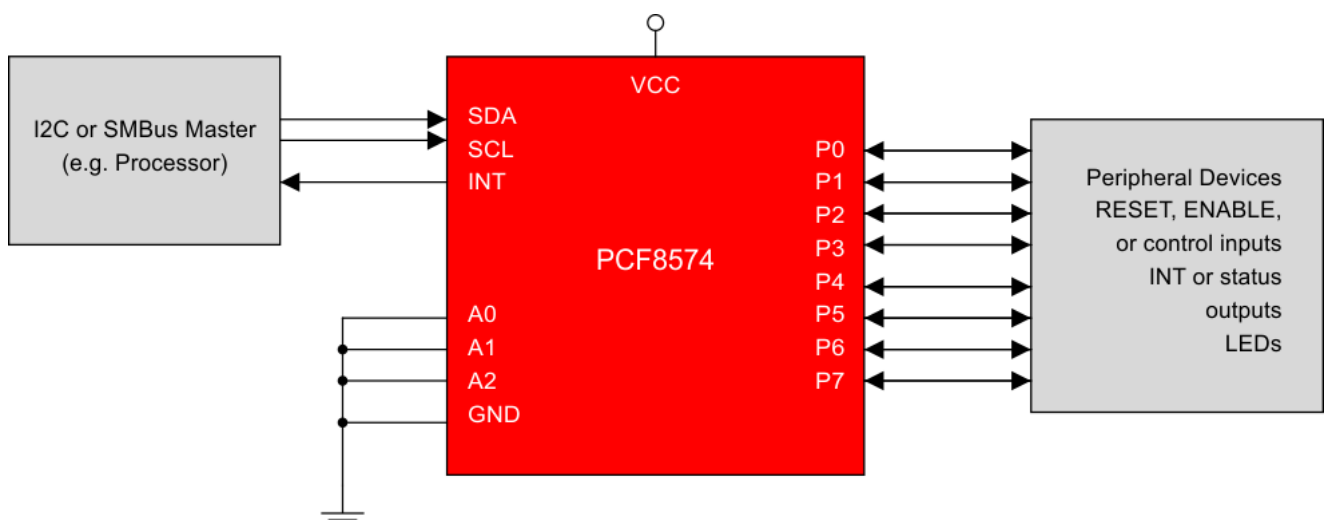 I2C or SMBus Master
(e.g. Processor)
VCC
SDA
SCL
INT
A0
A1
A2
GND
PCF8574
P0
P1
P2
P3
P4
P5
P6
P7
Peripheral Devices
RESET, ENABLE,
or control inputs
INT or status
outputs
LEDs